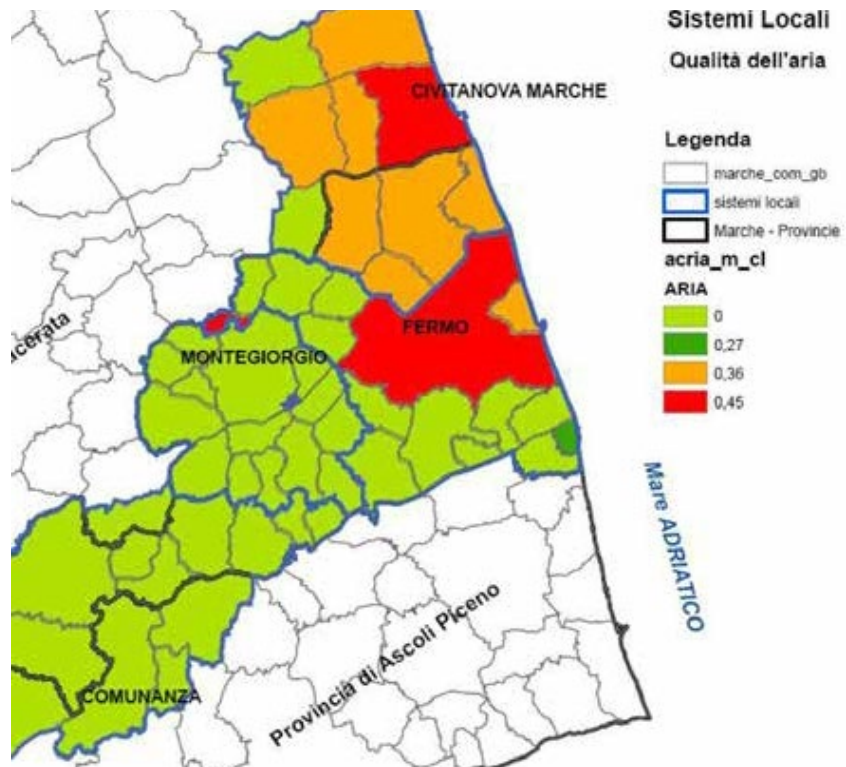 Sistemi Locali
Qualità dell'aria
CIVITANOVA MARCHE
Legenda
marche_com_gb
sistemi locali
Marche - Provincie
acria_m_cl
ARIA
0
0,27
0,36
0,45
FERMO
MONTEGIORGIO
acerata
Mare ADRIATICO
Provincia di Ascoli Piceno
COMUNANZA